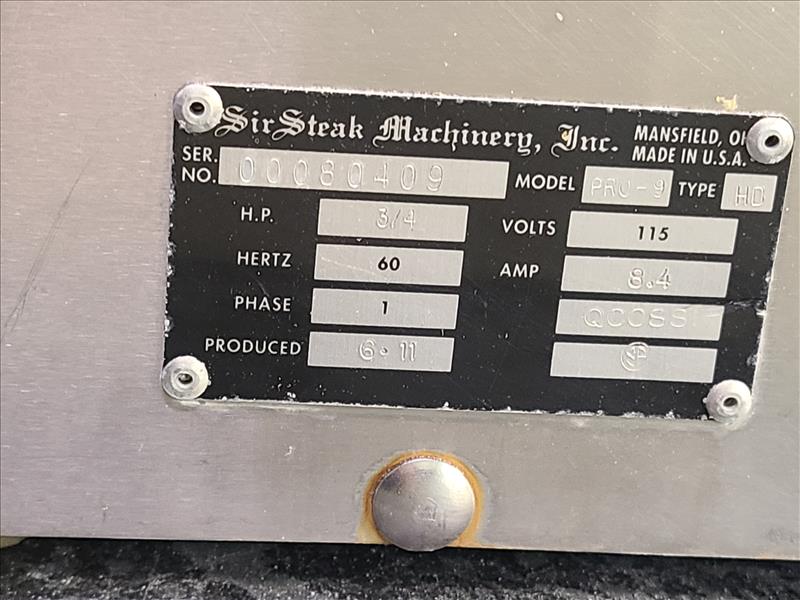 SirSteak Machinery, Inc. MANSFIELD, OH
MADE IN U.S.A.
SER. NO. 00080409 MODEL PRO-9 TYPE HD
H.P. 3/4 VOLTS 115
HERTZ 60 AMP 8.4
PHASE 1 QCCSS
PRODUCED 6-11